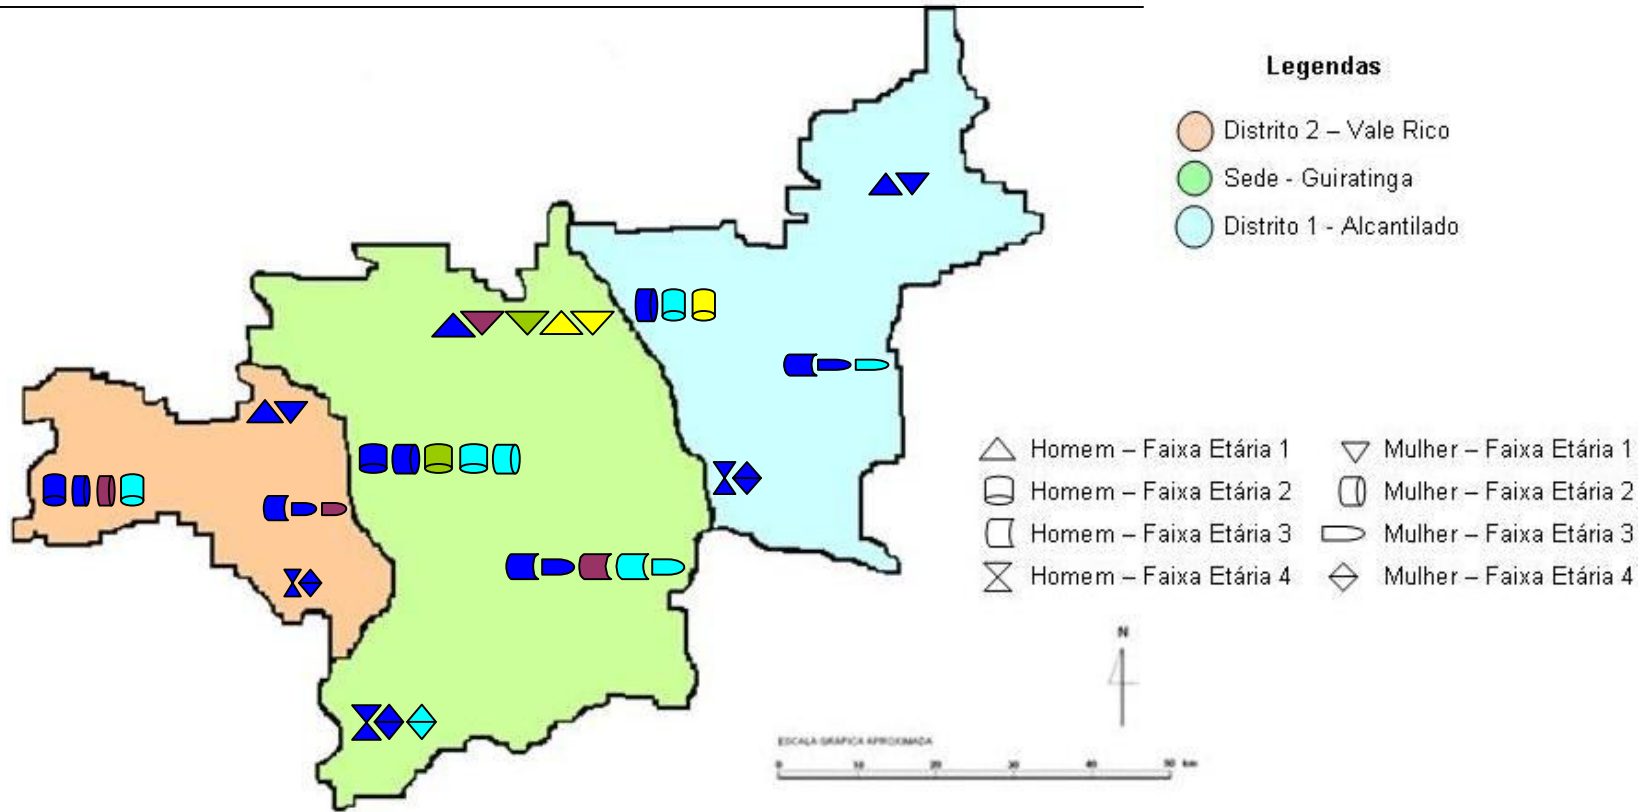 Legendas
Distrito 2 – Vale Rico
Sede - Guiratinga
Distrito 1 - Alcantilado
Homem – Faixa Etária 1
Mulher – Faixa Etária 1
Homem – Faixa Etária 2
Mulher – Faixa Etária 2
Homem – Faixa Etária 3
Mulher – Faixa Etária 3
Homem – Faixa Etária 4
Mulher – Faixa Etária 4
N
ESCALA GRÁFICA APROXIMADA
0 10 20 30 40 50 km